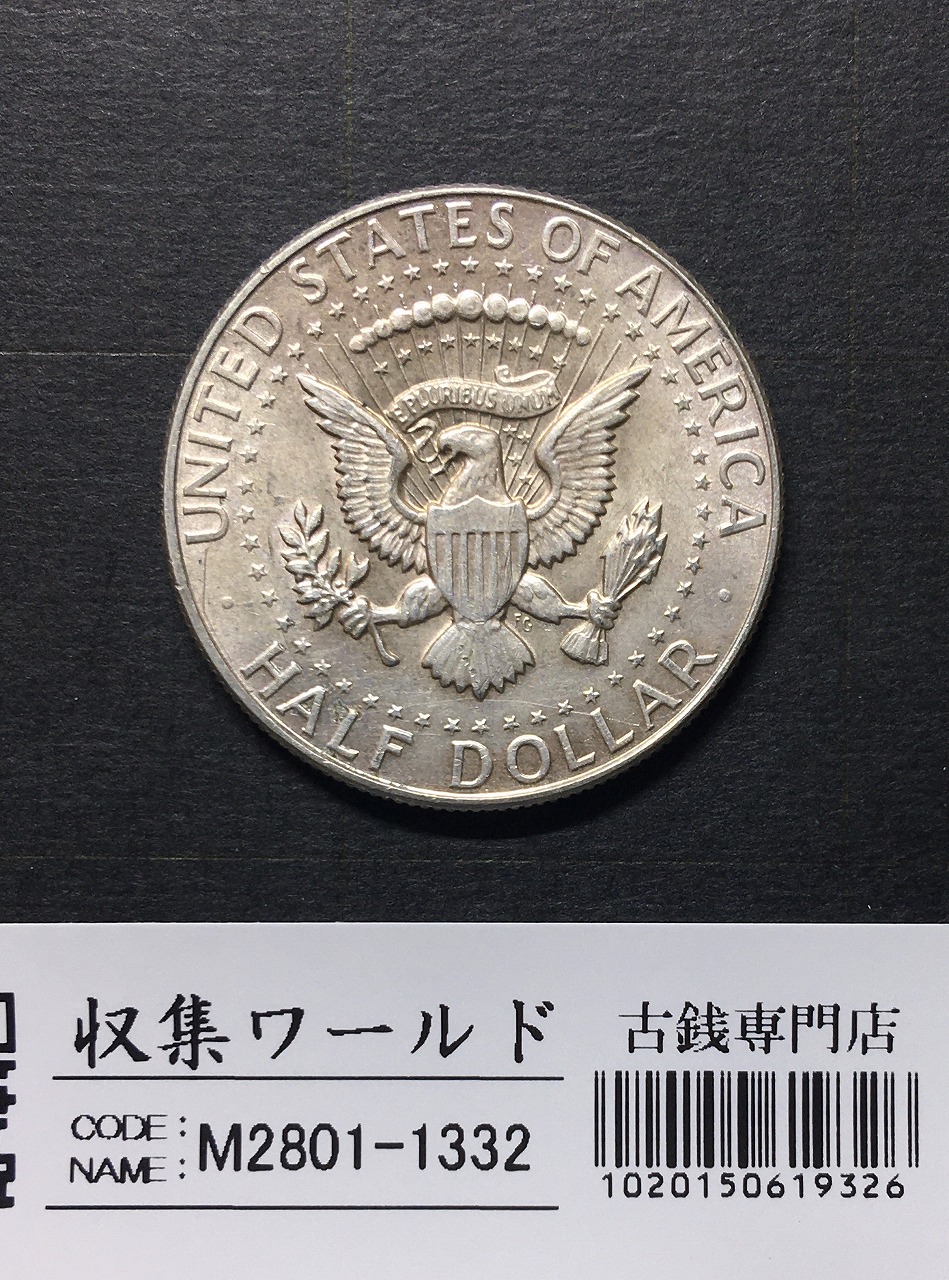 UNITED STATES OF AMERICA
E PLURIBUS UNUM
FG
HALF DOLLAR
収集ワールド
古銭専門店
CODE:
NAME:
M2801-1332
1020150619326